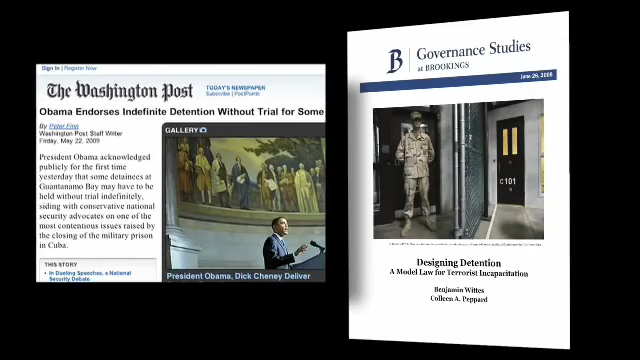 Sign In | Register Now
The Washington Post
TODAY'S NEWSPAPER
Subscribe | PostPoints
Obama Endorses Indefinite Detention Without Trial for Some
By Peter Finn
Washington Post Staff Writer
Friday, May 22, 2009
President Obama acknowledged
publicly for the first time
yesterday that some detainees at
Guantanamo Bay may have to be
held without trial indefinitely,
siding with conservative national
security advocates on one of the
most contentious issues raised by
the closing of the military prison
in Cuba.
THIS STORY
In Dueling Speeches, a National
Security Debate
GALLERY
President Obama, Dick Cheney Deliver
B
Governance Studies
at BROOKINGS
June 26, 2009
C 101
Designing Detention
A Model Law for Terrorist Incapacitation
Benjamin Wittes
Colleen A. Peppard